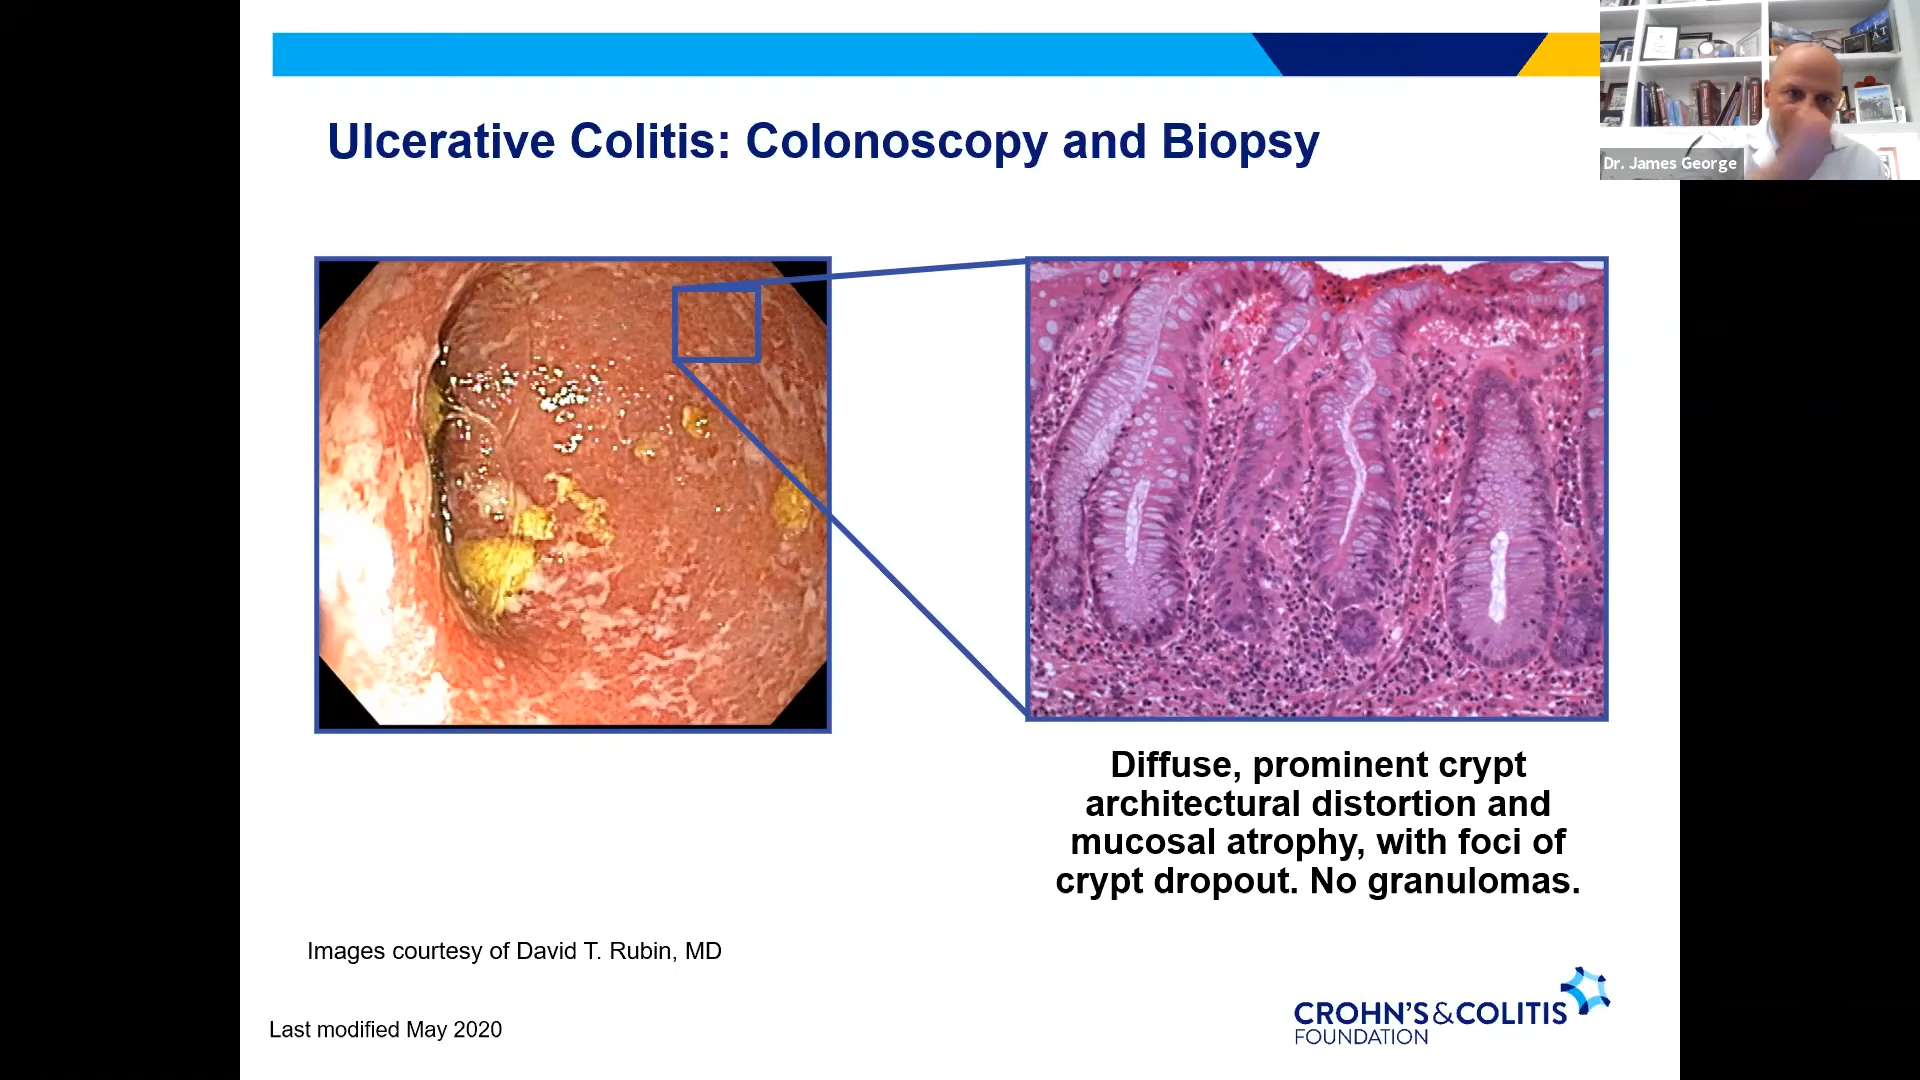 Ulcerative Colitis: Colonoscopy and Biopsy
Dr. James George
Diffuse, prominent crypt
architectural distortion and
mucosal atrophy, with foci of
crypt dropout. No granulomas.
Images courtesy of David T. Rubin, MD
Last modified May 2020
CROHN'S&COLITIS
FOUNDATION